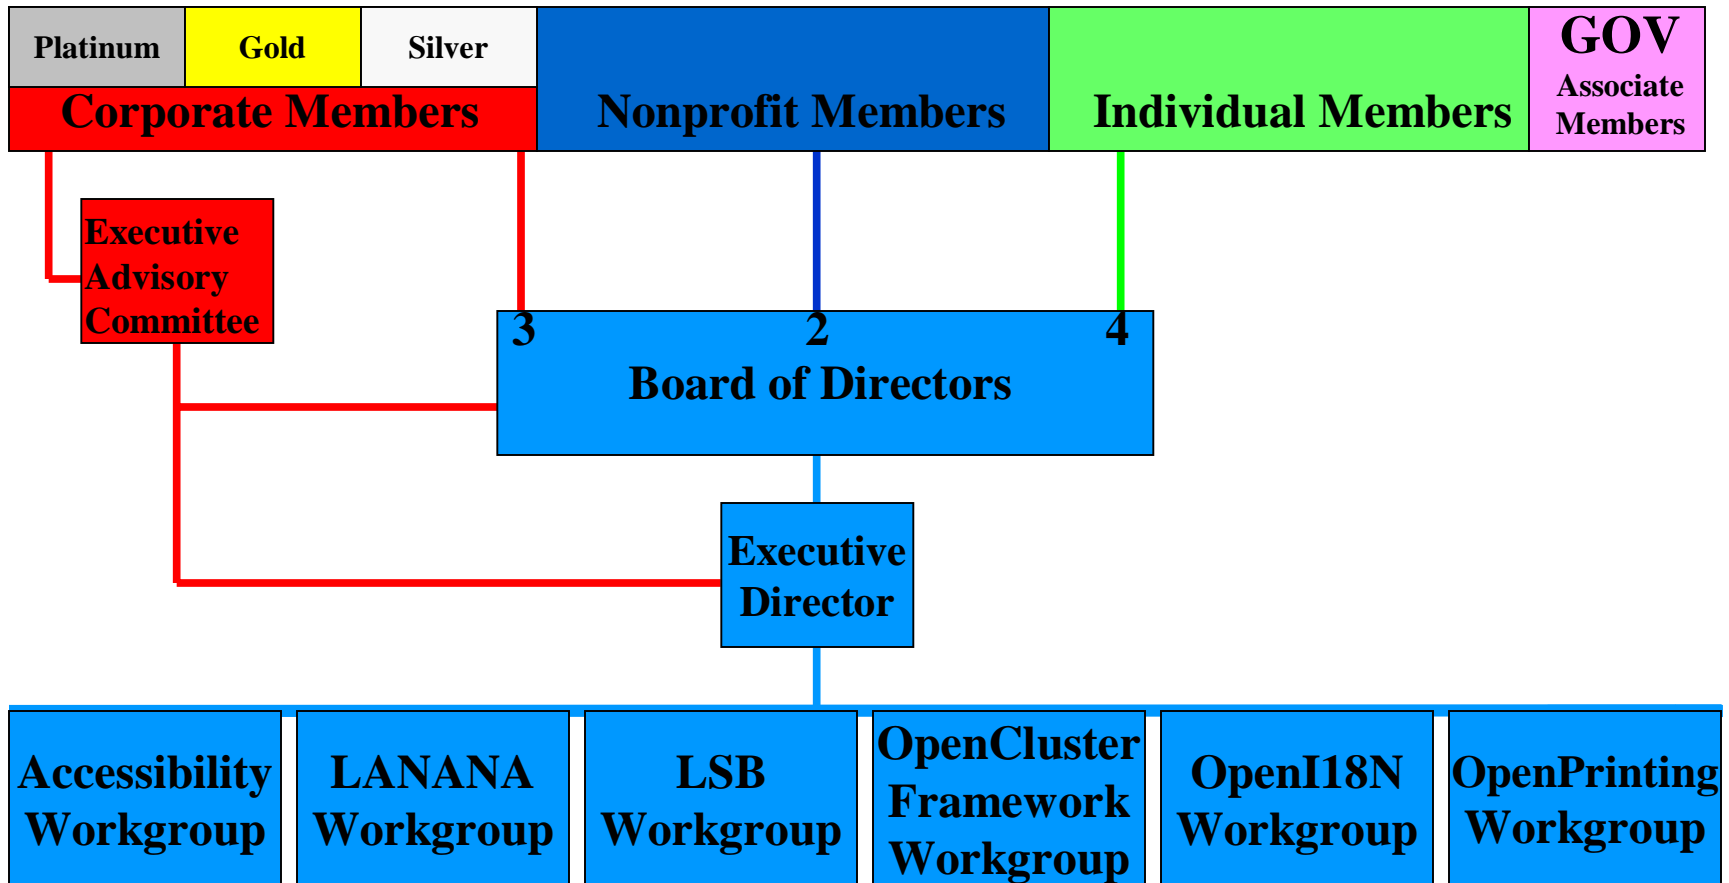 Platinum
Gold
Silver
Corporate Members
Nonprofit Members
Individual Members
GOV
Associate
Members
Executive
Advisory
Committee
3
2
4
Board of Directors
Executive
Director
Accessibility
Workgroup
LANANA
Workgroup
LSB
Workgroup
OpenCluster
Framework
Workgroup
OpenI18N
Workgroup
OpenPrinting
Workgroup